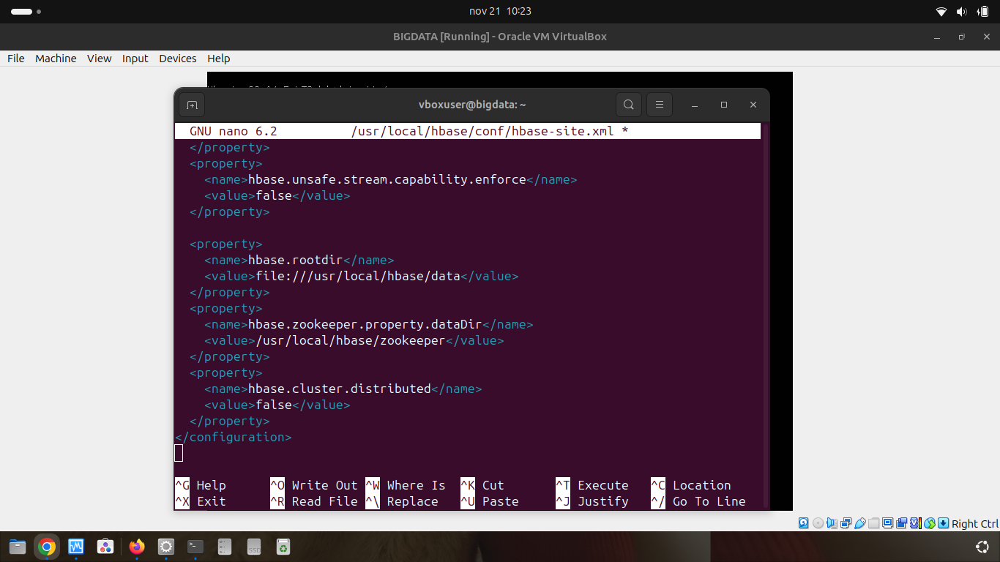 nov 21 10:23
BIGDATA [Running] - Oracle VM VirtualBox
File Machine View Input Devices Help
vboxuser@bigdata: ~
GNU nano 6.2 /usr/local/hbase/conf/hbase-site.xml *
</property>
<property>
<name>hbase.unsafe.stream.capability.enforce</name>
<value>false</value>
</property>
<property>
<name>hbase.rootdir</name>
<value>file:///usr/local/hbase/data</value>
</property>
<property>
<name>hbase.zookeeper.property.dataDir</name>
<value>/usr/local/hbase/zookeeper</value>
</property>
<property>
<name>hbase.cluster.distributed</name>
<value>false</value>
</property>
</configuration>
^G Help ^O Write Out ^W Where Is ^K Cut ^T Execute ^C Location
^X Exit ^R Read File ^\ Replace ^U Paste ^J Justify ^/ Go To Line
Right Ctrl
SSD